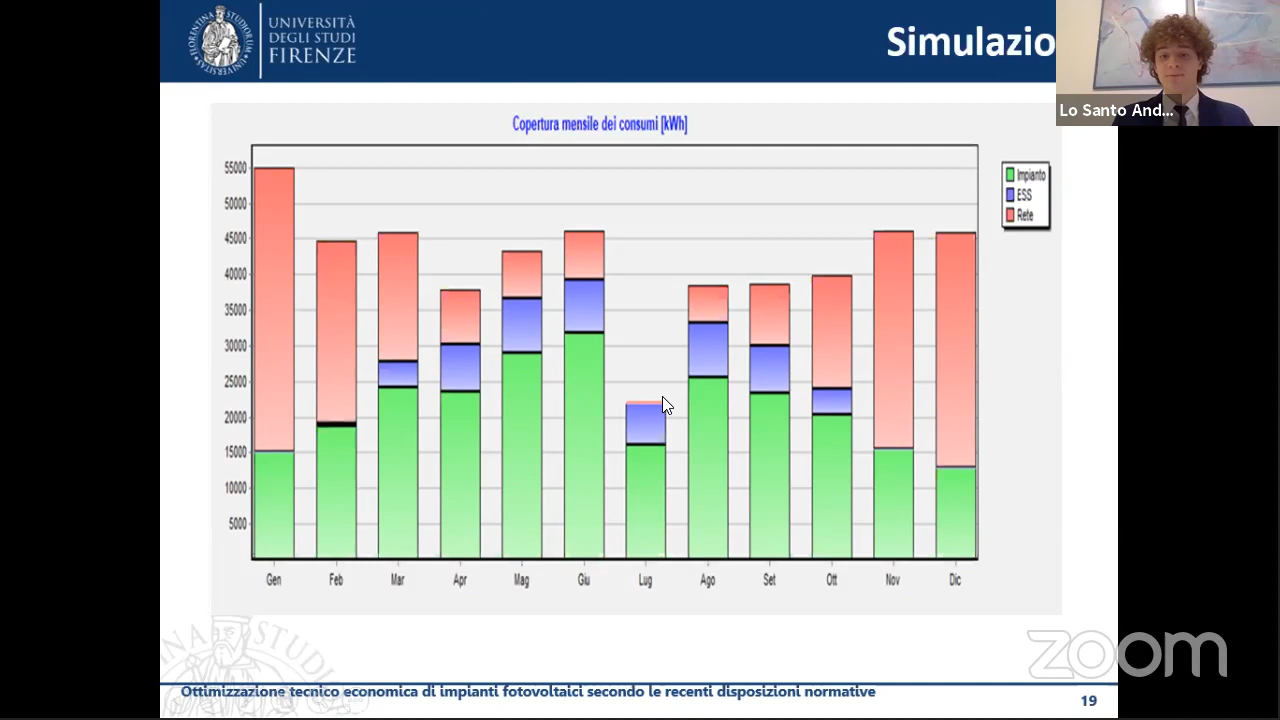 UNIVERSITÀ
DEGLI STUDI
FIRENZE
Simulazio
Lo Santo And...
Copertura mensile dei consumi [kWh]
55000
50000
45000
40000
35000
30000
25000
20000
15000
10000
5000
Impianto
ESS
Rete
Gen Feb Mar Apr Mag Giu Lug Ago Set Ott Nov Dic
zoom
Ottimizzazione tecnico economica di impianti fotovoltaici secondo le recenti disposizioni normative
19